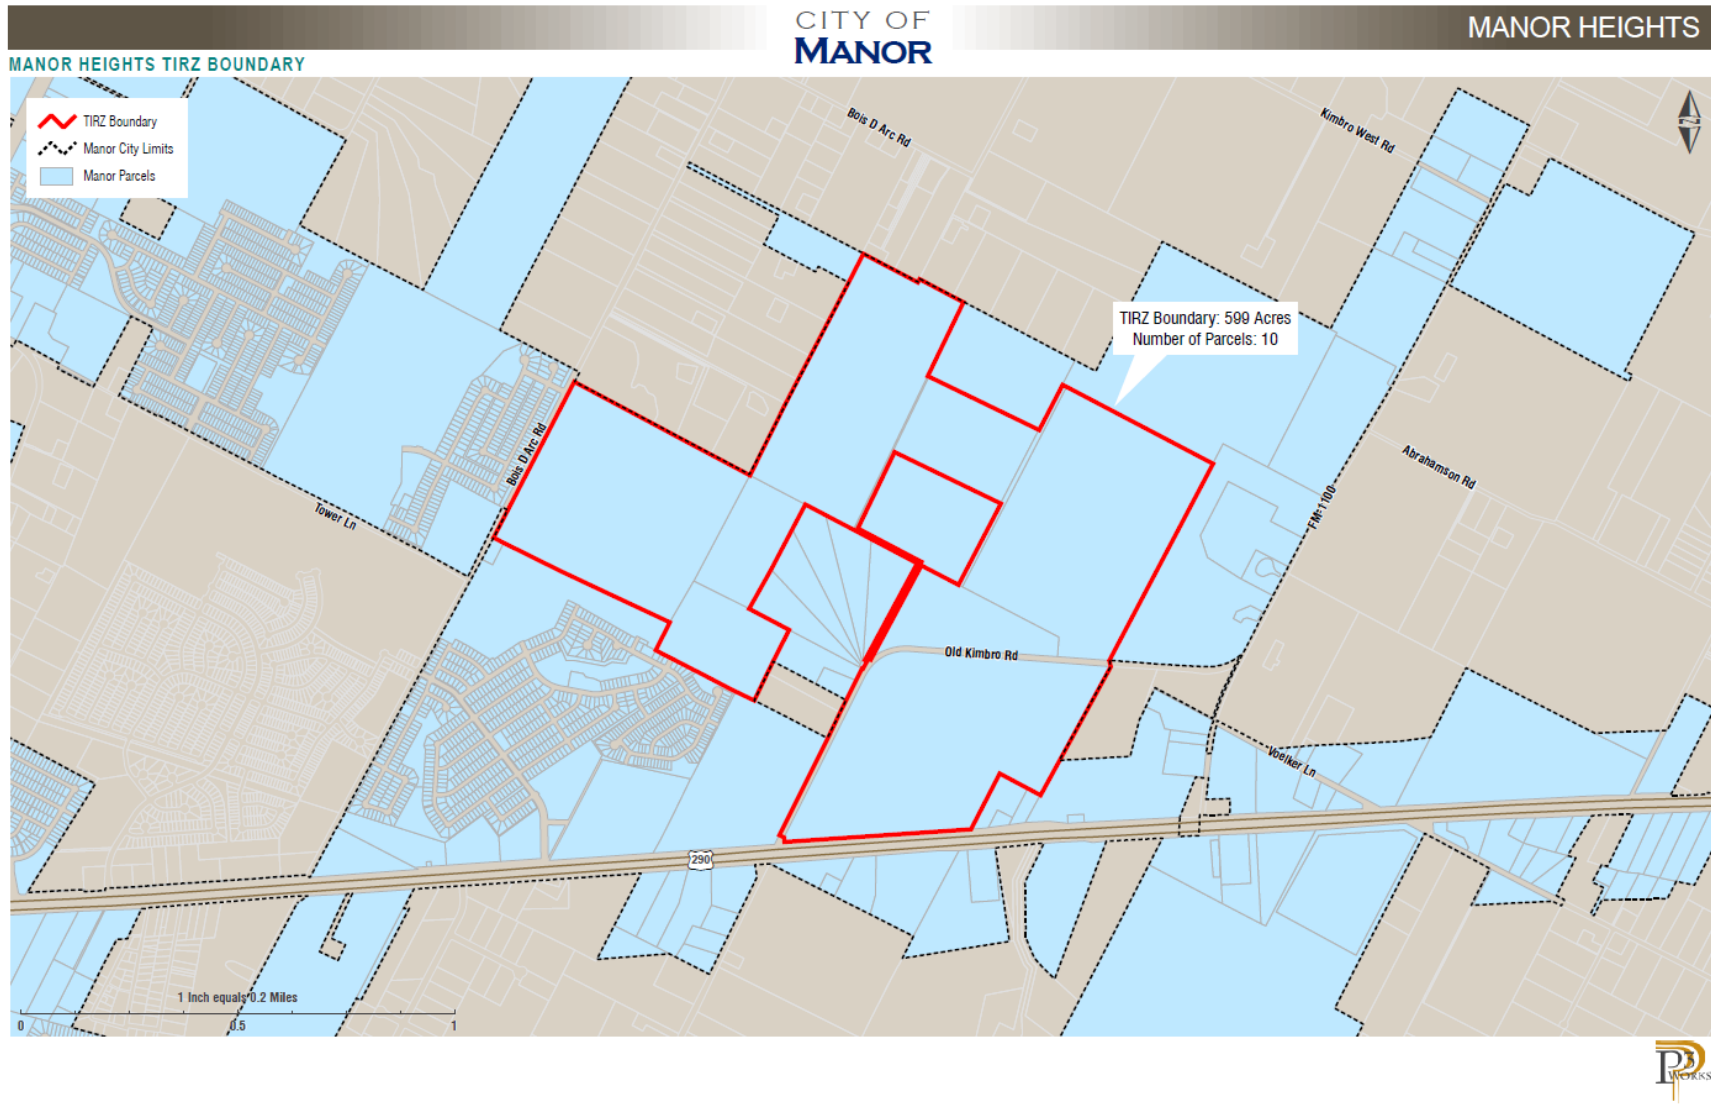 CITY OF
MANOR
MANOR HEIGHTS
MANOR HEIGHTS TIRZ BOUNDARY
TIRZ Boundary
Manor City Limits
Manor Parcels
Bois D Arc Rd
Kimbro West Rd
TIRZ Boundary: 599 Acres
Number of Parcels: 10
Bois D Arc Rd
Tower Ln
Abrahamson Rd
FM-1100
Old Kimbro Rd
Voelker Ln
290
1 Inch equals 0.2 Miles
0 0.5 1
P3
WORKS